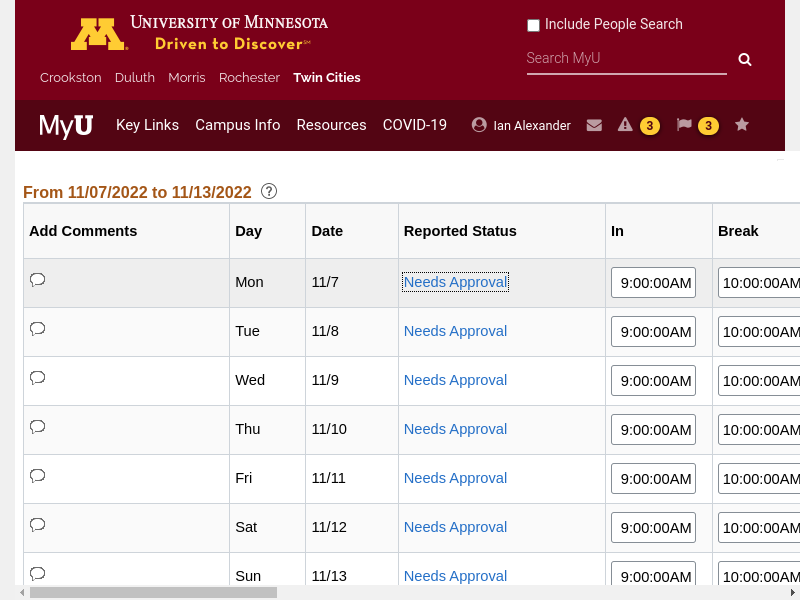 UNIVERSITY OF MINNESOTA
Driven to Discover℠
Include People Search
Search MyU
Crookston Duluth Morris Rochester Twin Cities
MyU Key Links Campus Info Resources COVID-19 Ian Alexander 3 3
From 11/07/2022 to 11/13/2022 ?
Add Comments Day Date Reported Status In Break
Mon 11/7 Needs Approval 9:00:00AM 10:00:00AM
Tue 11/8 Needs Approval 9:00:00AM 10:00:00AM
Wed 11/9 Needs Approval 9:00:00AM 10:00:00AM
Thu 11/10 Needs Approval 9:00:00AM 10:00:00AM
Fri 11/11 Needs Approval 9:00:00AM 10:00:00AM
Sat 11/12 Needs Approval 9:00:00AM 10:00:00AM
Sun 11/13 Needs Approval 9:00:00AM 10:00:00AM